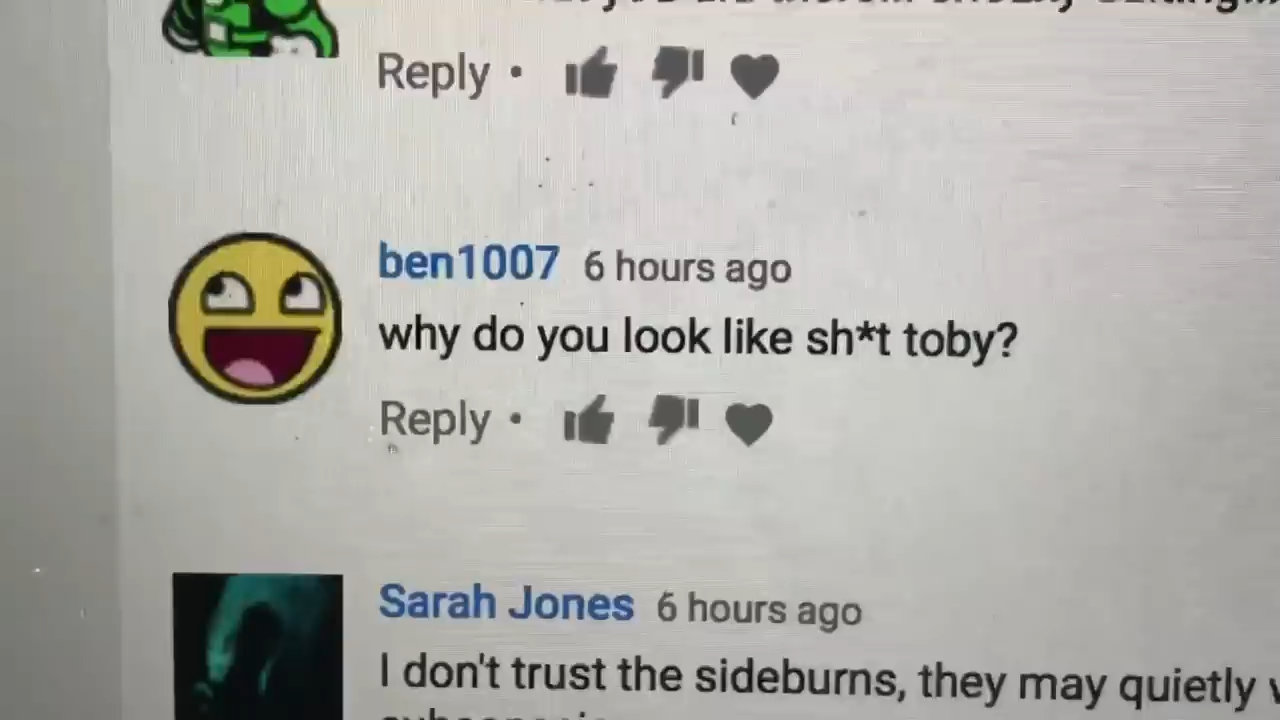 Reply •
ben1007 6 hours ago
why do you look like sh*t toby?
Reply •
Sarah Jones 6 hours ago
I don't trust the sideburns, they may quietly